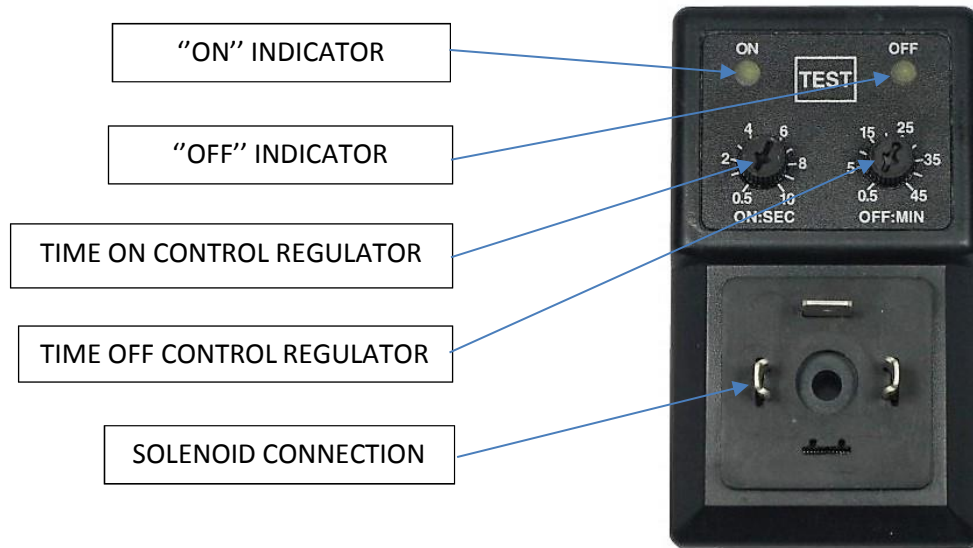 ‘’ON’’ INDICATOR
‘’OFF’’ INDICATOR
TIME ON CONTROL REGULATOR
TIME OFF CONTROL REGULATOR
SOLENOID CONNECTION
ON OFF
TEST
4 6 15 25
2 8 5 35
0.5 10 0.5 45
ON:SEC OFF:MIN